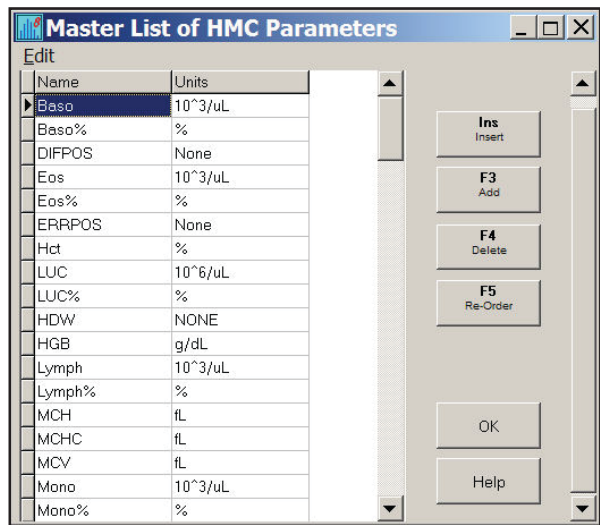 Master List of HMC Parameters
Edit
Name Units
Baso 10^3/uL
Baso% %
DIFPOS None
Eos 10^3/uL
Eos% %
ERRPOS None
Hct %
LUC 10^6/uL
LUC% %
HDW NONE
HGB g/dL
Lymph 10^3/uL
Lymph% %
MCH fL
MCHC fL
MCV fL
Mono 10^3/uL
Mono% %
Ins
Insert
F3
Add
F4
Delete
F5
Re-Order
OK
Help